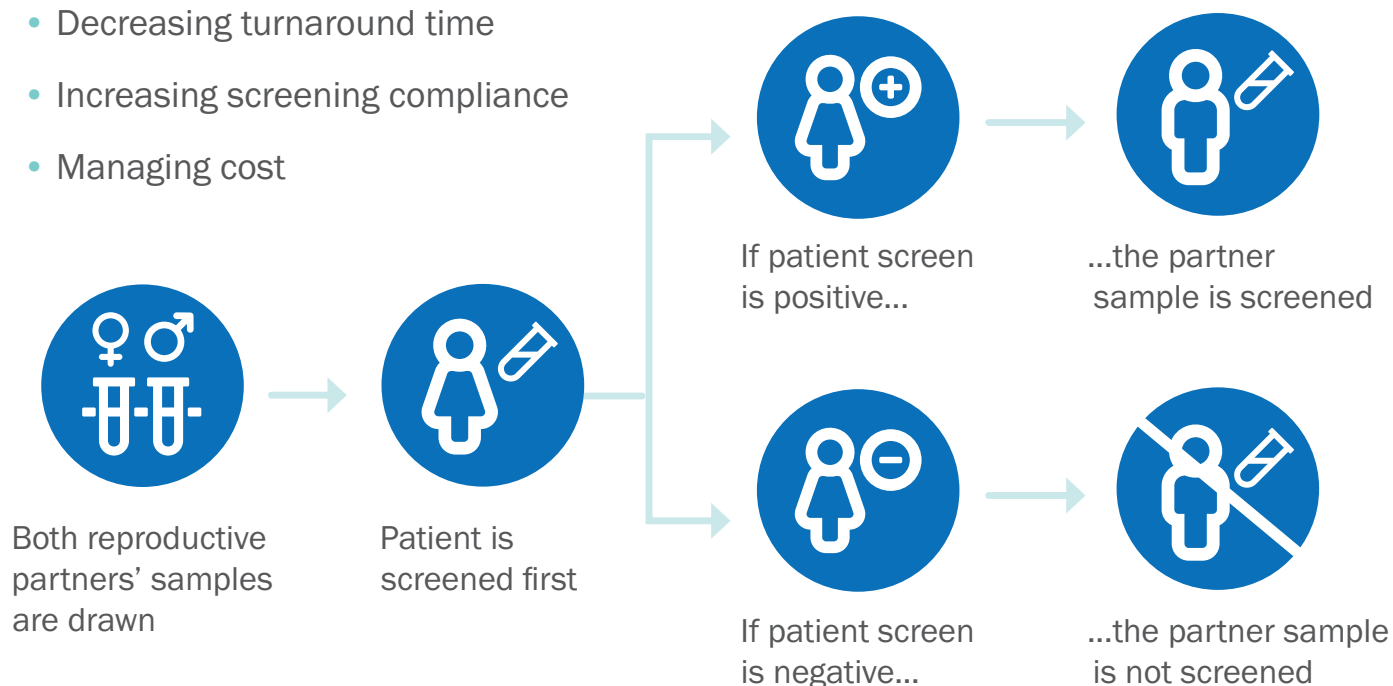 • Decreasing turnaround time
• Increasing screening compliance
• Managing cost
Both reproductive
partners’ samples
are drawn
Patient is
screened first
If patient screen
is positive...
...the partner
sample is screened
If patient screen
is negative...
...the partner sample
is not screened